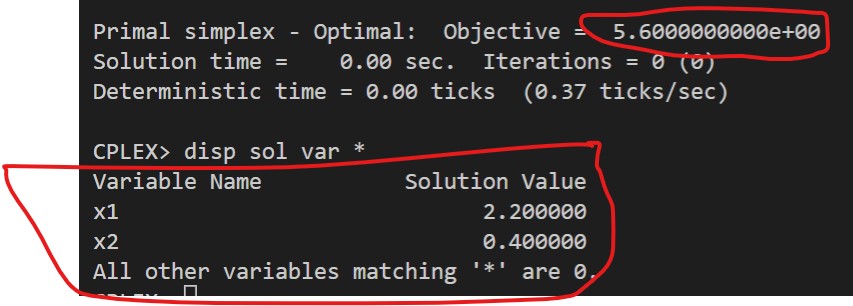 Primal simplex - Optimal:  Objective =  5.6000000000e+00
Solution time =    0.00 sec.  Iterations = 0 (0)
Deterministic time = 0.00 ticks  (0.37 ticks/sec)
CPLEX> disp sol var *
Variable Name           Solution Value
x1                            2.200000
x2                            0.400000
All other variables matching '*' are 0.
CPLEX>